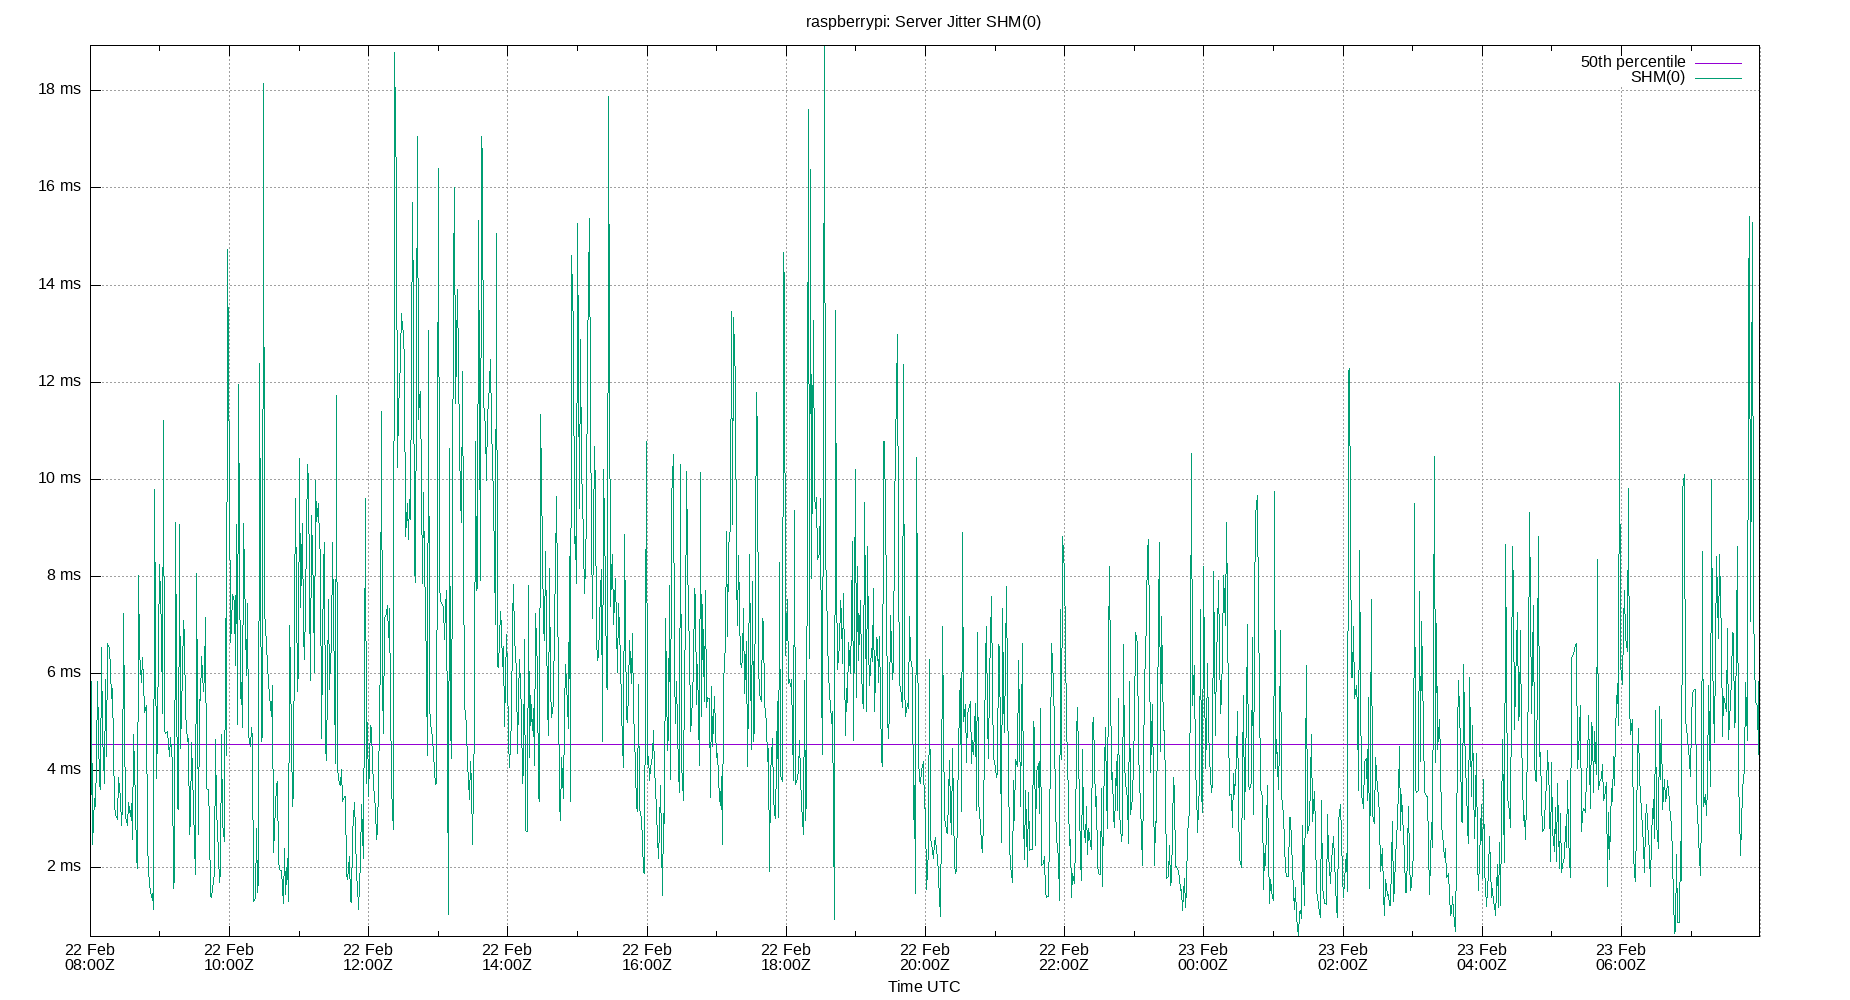 raspberrypi: Server Jitter SHM(0)
50th percentile
SHM(0)
18 ms
16 ms
14 ms
12 ms
10 ms
8 ms
6 ms
4 ms
2 ms
22 Feb 22 Feb 22 Feb 22 Feb 22 Feb 22 Feb 22 Feb 22 Feb 23 Feb 23 Feb 23 Feb 23 Feb
08:00Z 10:00Z 12:00Z 14:00Z 16:00Z 18:00Z 20:00Z 22:00Z 00:00Z 02:00Z 04:00Z 06:00Z
Time UTC